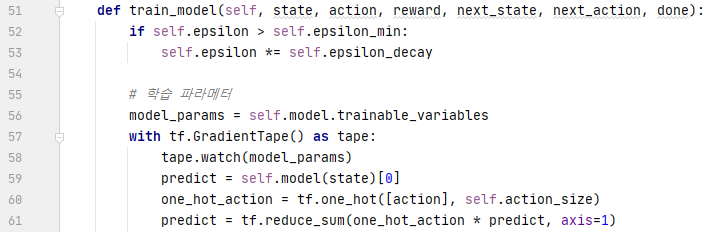 51 def train_model(self, state, action, reward, next_state, next_action, done):
52 if self.epsilon > self.epsilon_min:
53 self.epsilon *= self.epsilon_decay
54
55 # 학습 파라메터
56 model_params = self.model.trainable_variables
57 with tf.GradientTape() as tape:
58 tape.watch(model_params)
59 predict = self.model(state)[0]
60 one_hot_action = tf.one_hot([action], self.action_size)
61 predict = tf.reduce_sum(one_hot_action * predict, axis=1)